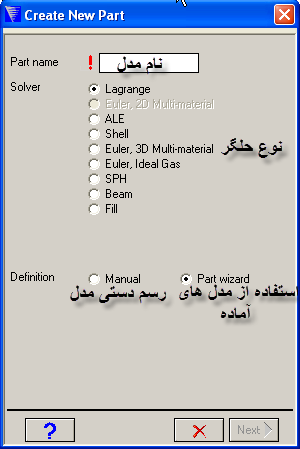 Create New Part
Part name ! نام مدل
Solver Lagrange
Euler, 2D Multi-material
ALE
Shell
Euler, 3D Multi-material نوع حلگر
Euler, Ideal Gas
SPH
Beam
Fill
Definition Manual Part wizard
رسم دستی مدل استفاده از مدل های
آماده
? Next